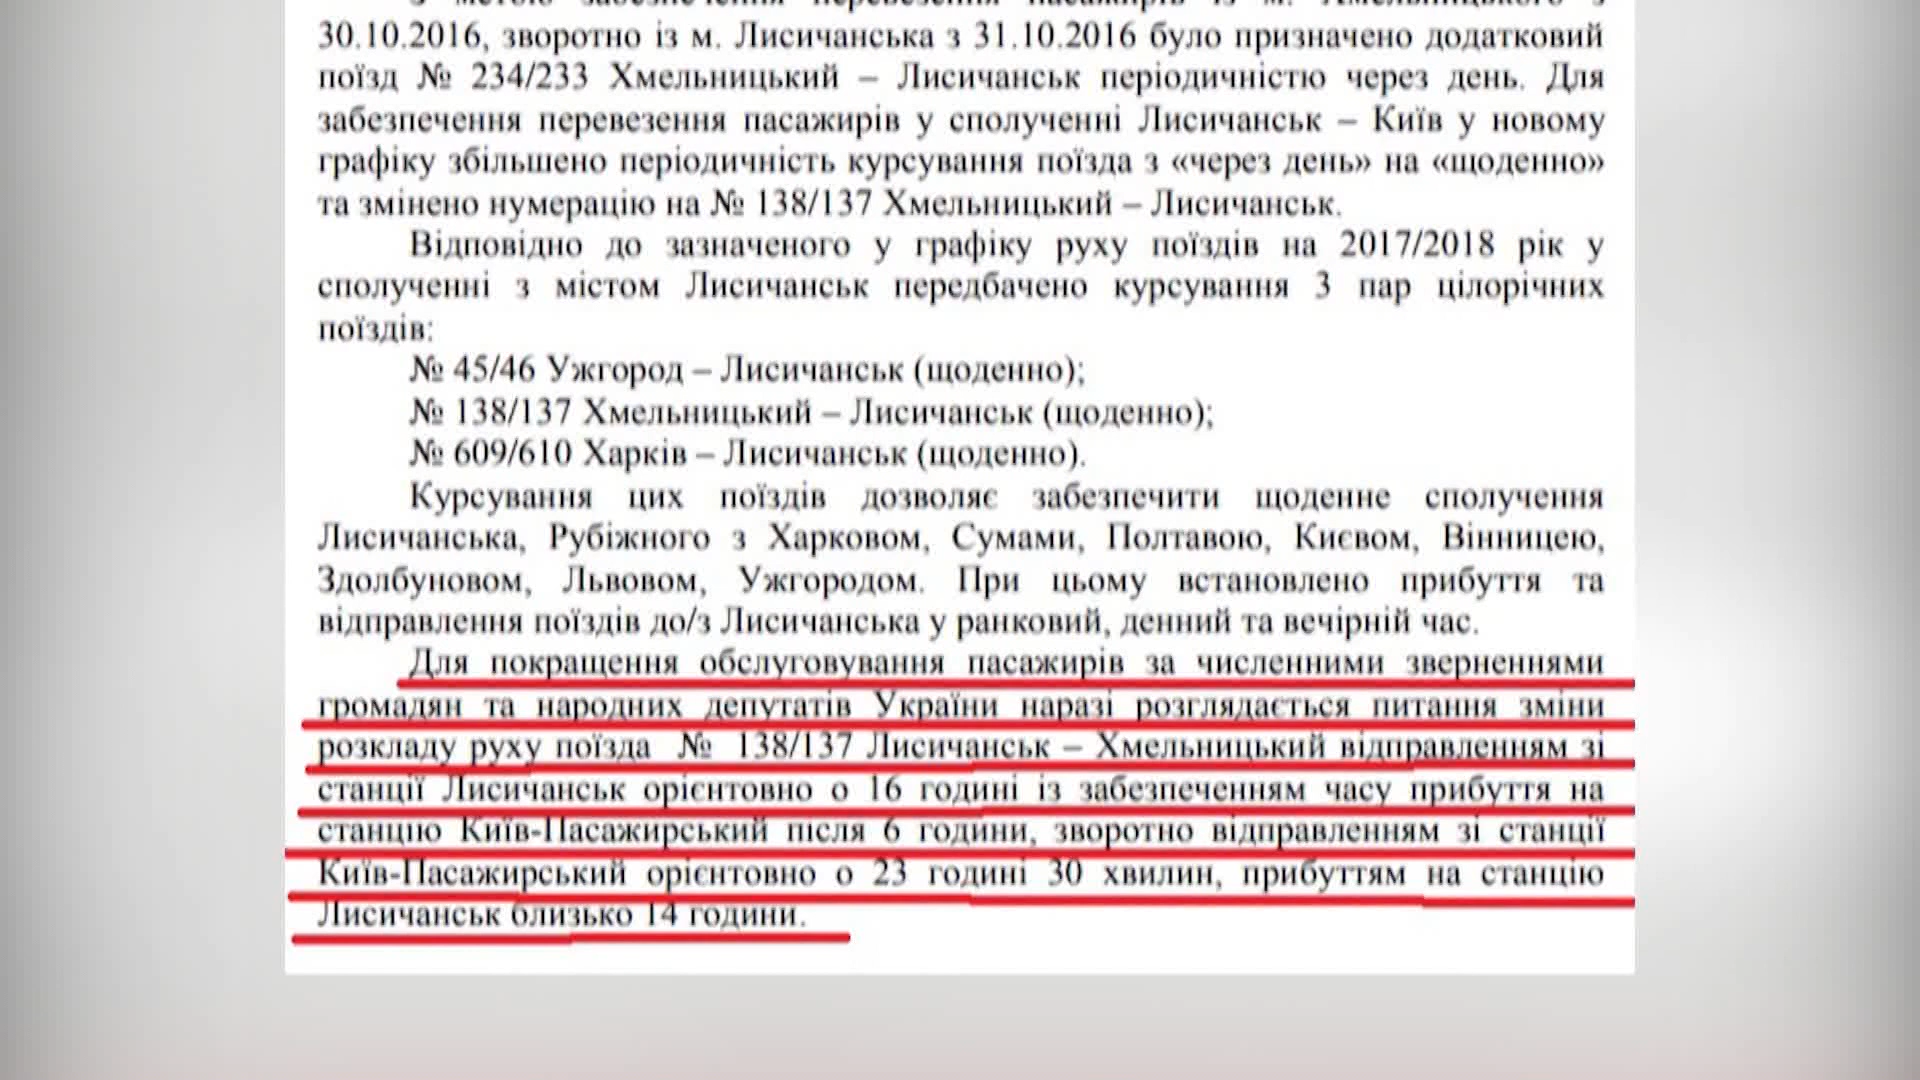 З метою забезпечення перевезення пасажирів із м. Хмельницького з
30.10.2016, зворотно із м. Лисичанська з 31.10.2016 було призначено додатковий
поїзд № 234/233 Хмельницький – Лисичанськ періодичністю через день. Для
забезпечення перевезення пасажирів у сполученні Лисичанськ – Київ у новому
графіку збільшено періодичність курсування поїзда з «через день» на «щоденно»
та змінено нумерацію на № 138/137 Хмельницький – Лисичанськ.
Відповідно до зазначеного у графіку руху поїздів на 2017/2018 рік у
сполученні з містом Лисичанськ передбачено курсування 3 пар цілорічних
поїздів:
№ 45/46 Ужгород – Лисичанськ (щоденно);
№ 138/137 Хмельницький – Лисичанськ (щоденно);
№ 609/610 Харків – Лисичанськ (щоденно).
Курсування цих поїздів дозволяє забезпечити щоденне сполучення
Лисичанська, Рубіжного з Харковом, Сумами, Полтавою, Києвом, Вінницею,
Здолбуновом, Львовом, Ужгородом. При цьому встановлено прибуття та
відправлення поїздів до/з Лисичанська у ранковий, денний та вечірній час.
Для покращення обслуговування пасажирів за численними зверненнями
громадян та народних депутатів України наразі розглядається питання зміни
розкладу руху поїзда № 138/137 Лисичанськ – Хмельницький відправленням зі
станції Лисичанськ орієнтовно о 16 годині із забезпеченням часу прибуття на
станцію Київ-Пасажирський після 6 години, зворотно відправленням зі станції
Київ-Пасажирський орієнтовно о 23 годині 30 хвилин, прибуттям на станцію
Лисичанськ близько 14 години.